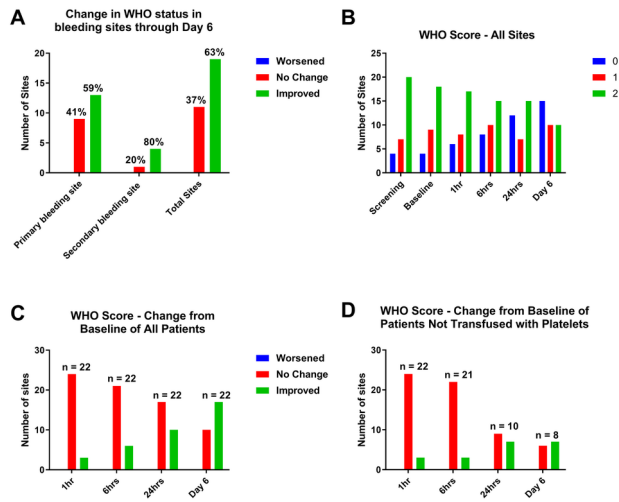 A
Change in WHO status in
bleeding sites through Day 6
Number of Sites
20
15
10
5
0
41%
59%
20%
80%
37%
63%
Primary bleeding site
Secondary bleeding site
Total Sites
Worsened
No Change
Improved
B
WHO Score - All Sites
Number of Sites
25
20
15
10
5
0
Screening
Baseline
1hr
6hrs
24hrs
Day 6
0
1
2
C
WHO Score - Change from
Baseline of All Patients
Number of sites
30
20
10
0
n = 22
n = 22
n = 22
n = 22
1hr
6hrs
24hrs
Day 6
Worsened
No Change
Improved
D
WHO Score - Change from Baseline of
Patients Not Transfused with Platelets
Number of sites
30
20
10
0
n = 22
n = 21
n = 10
n = 8
1hr
6hrs
24hrs
Day 6